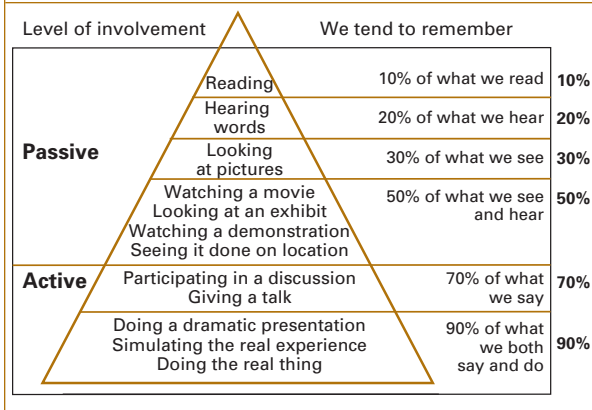 Level of involvement
We tend to remember
Reading
10% of what we read
10%
Hearing
words
20% of what we hear
20%
Passive
Looking
at pictures
30% of what we see
30%
Watching a movie
Looking at an exhibit
Watching a demonstration
Seeing it done on location
50% of what we see
and hear
50%
Active
Participating in a discussion
Giving a talk
70% of what
we say
70%
Doing a dramatic presentation
Simulating the real experience
Doing the real thing
90% of what
we both
say and do
90%